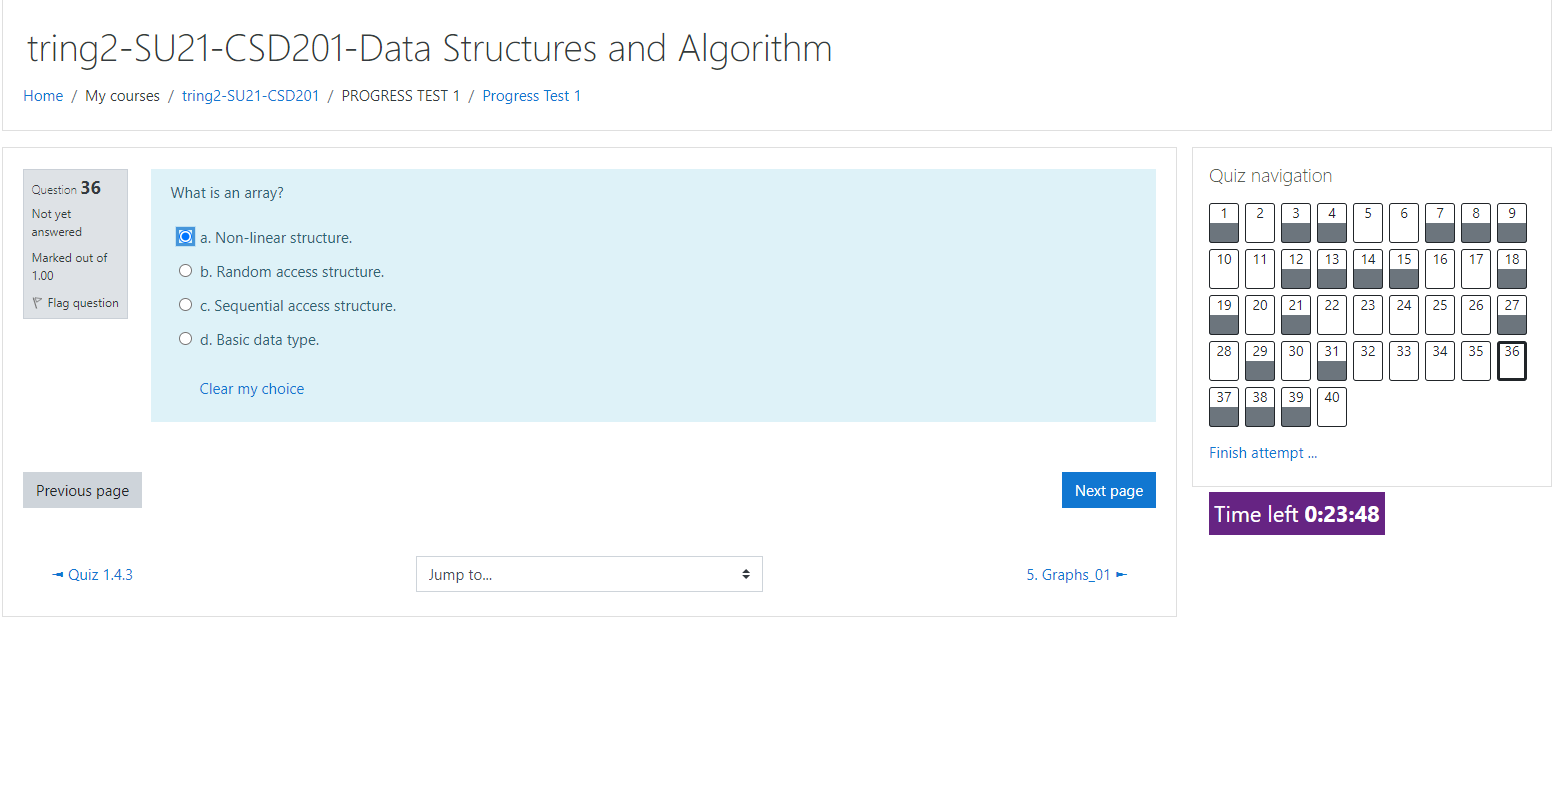 tring2-SU21-CSD201-Data Structures and Algorithm
Home / My courses / tring2-SU21-CSD201 / PROGRESS TEST 1 / Progress Test 1
Question 36
Not yet
answered
Marked out of
1.00
Flag question
What is an array?
a. Non-linear structure.
b. Random access structure.
c. Sequential access structure.
d. Basic data type.
Clear my choice
Previous page
Next page
◄ Quiz 1.4.3
Jump to...
5. Graphs_01 ►
Quiz navigation
1 2 3 4 5 6 7 8 9
10 11 12 13 14 15 16 17 18
19 20 21 22 23 24 25 26 27
28 29 30 31 32 33 34 35 36
37 38 39 40
Finish attempt ...
Time left 0:23:48